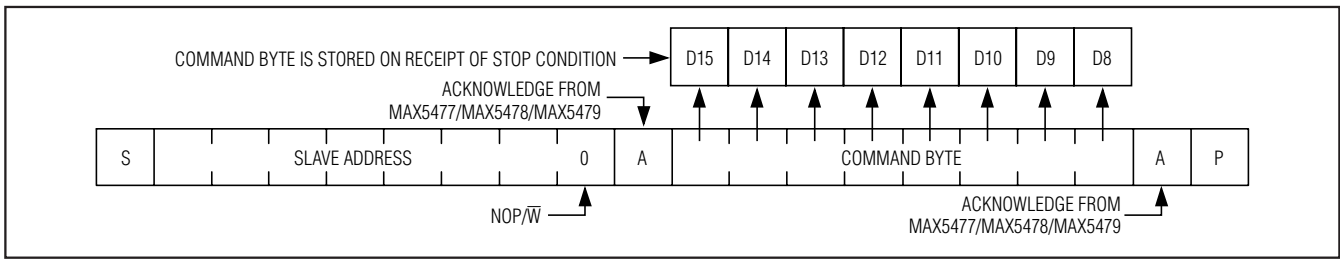 COMMAND BYTE IS STORED ON RECEIPT OF STOP CONDITION
D15 D14 D13 D12 D11 D10 D9 D8
ACKNOWLEDGE FROM
MAX5477/MAX5478/MAX5479
S SLAVE ADDRESS 0 A COMMAND BYTE A P
NOP/W̅
ACKNOWLEDGE FROM
MAX5477/MAX5478/MAX5479